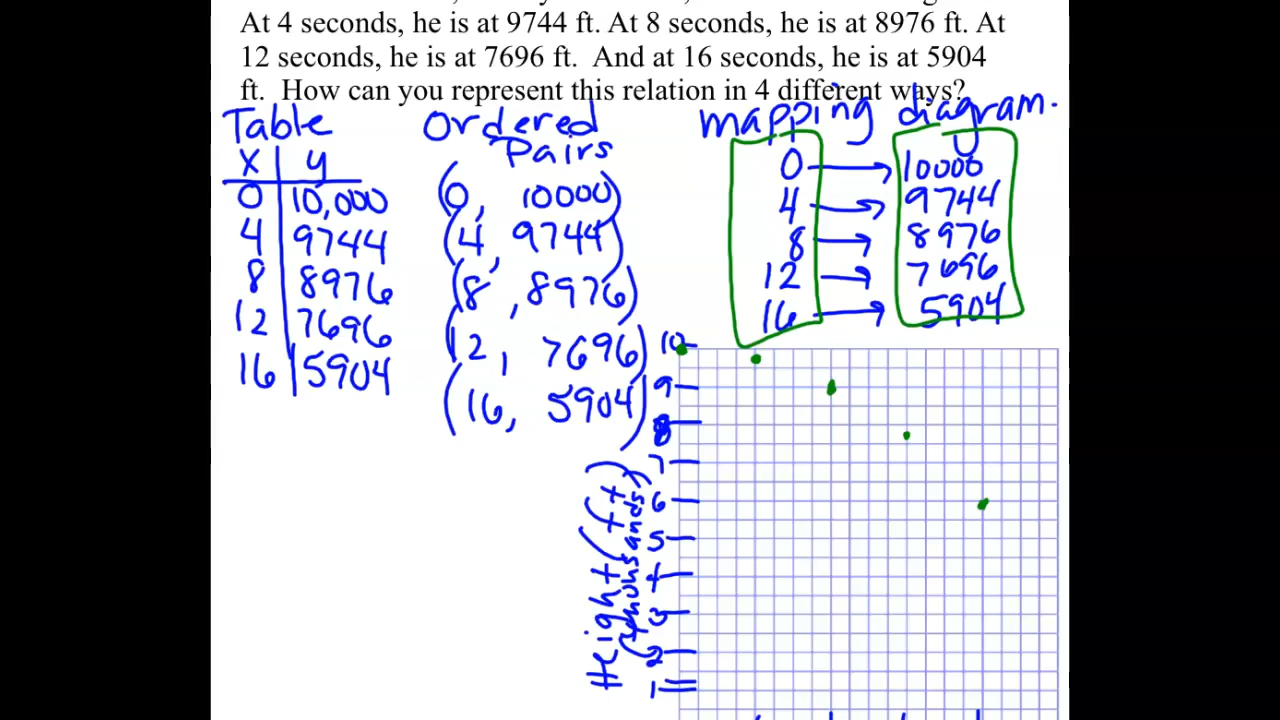 At 4 seconds, he is at 9744 ft. At 8 seconds, he is at 8976 ft. At
12 seconds, he is at 7696 ft. And at 16 seconds, he is at 5904
ft. How can you represent this relation in 4 different ways?
Table
x y
0 10,000
4 9744
8 8976
12 7696
16 5904
Ordered
Pairs
(0, 10000)
(4, 9744)
(8, 8976)
(12, 7696)
(16, 5904)
mapping diagram.
0 10000
4 9744
8 8976
12 7696
16 5904
10
9
8
7
6
5
4
3
2
1
Height (ft)
(thousands)